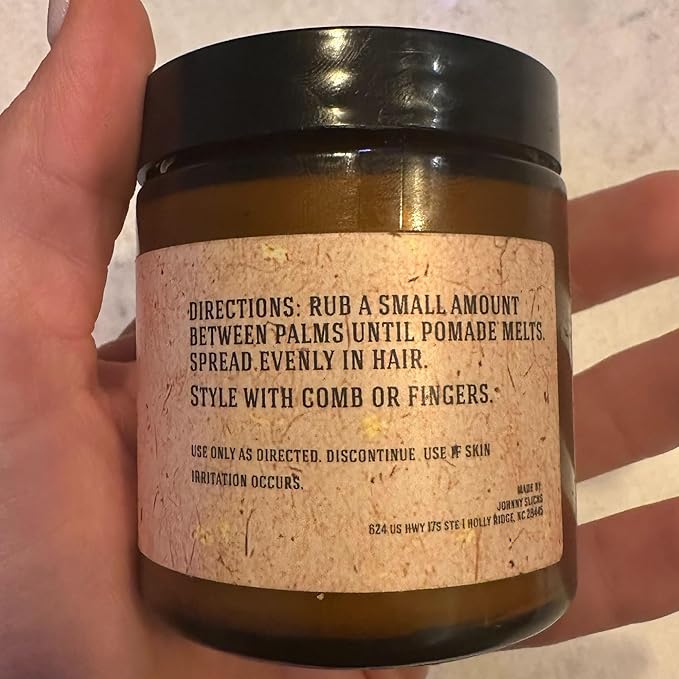 DIRECTIONS: RUB A SMALL AMOUNT
BETWEEN PALMS UNTIL POMADE MELTS.
SPREAD EVENLY IN HAIR.
STYLE WITH COMB OR FINGERS.
USE ONLY AS DIRECTED. DISCONTINUE USE IF SKIN
IRRITATION OCCURS.
MADE BY:
JOHNNY SLICKS
624 US HWY 17S STE 1 HOLLY RIDGE, NC 28445